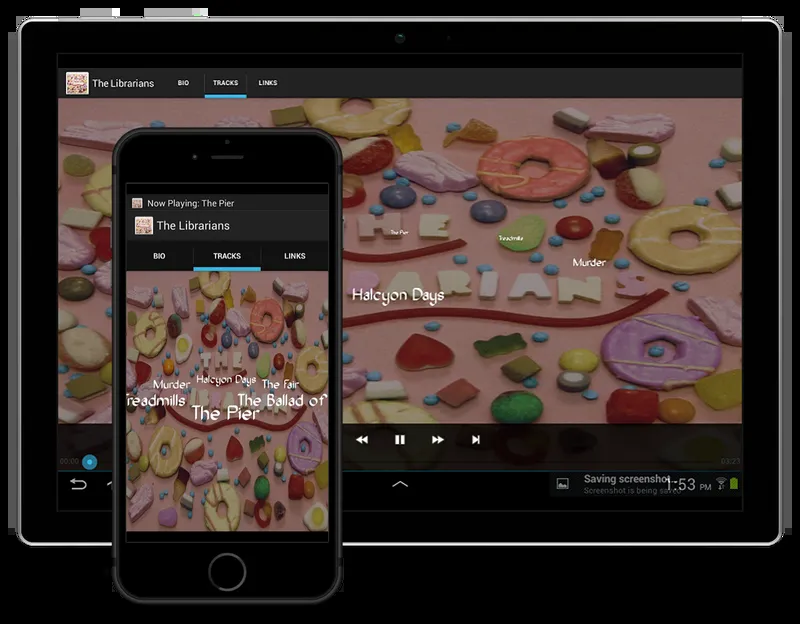 The Librarians
BIO
TRACKS
LINKS
The Pier
Treadmills
Murder
Halcyon Days
00:00
03:23
Saving screenshot..
Screenshot is being saved
1:53 PM
Now Playing: The Pier
The Librarians
BIO
TRACKS
LINKS
THE
Murder
Halcyon Days
The Fair
Treadmills
The Ballad of
The Pier